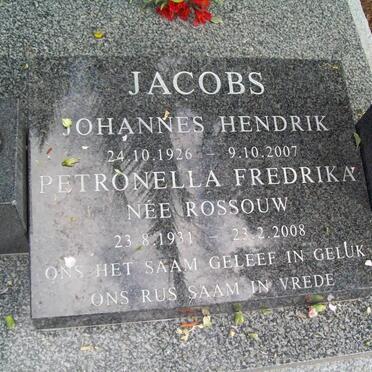 JACOBS
JOHANNES HENDRIK
24.10.1926 – 9.10.2007
PETRONELLA FREDRIKA
NÉE ROSSOUW
23.8.1931 – 23.2.2008
ONS HET SAAM GELEEF IN GELUK
ONS RUS SAAM IN VREDE